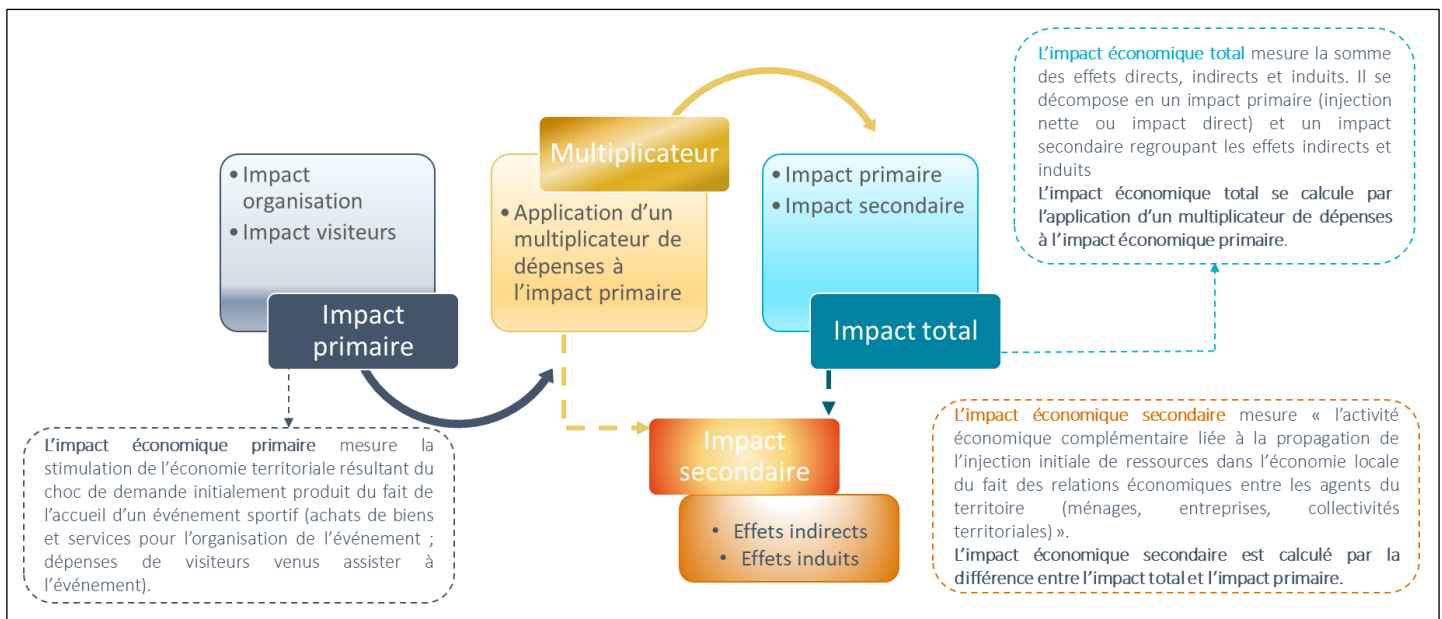 • Impact
organisation
• Impact visiteurs
Impact
primaire
L’impact économique primaire mesure la
stimulation de l’économie territoriale résultant du
choc de demande initialement produit du fait de
l’accueil d’un événement sportif (achats de biens
et services pour l’organisation de l’événement ;
dépenses de visiteurs venus assister à
l’événement).
Multiplicateur
• Application d’un
multiplicateur de
dépenses à
l’impact primaire
• Impact primaire
• Impact secondaire
Impact total
L’impact économique total mesure la somme
des effets directs, indirects et induits. Il se
décompose en un impact primaire (injection
nette ou impact direct) et un impact
secondaire regroupant les effets indirects et
induits
L’impact économique total se calcule par
l’application d’un multiplicateur de dépenses
à l’impact économique primaire.
Impact
secondaire
• Effets indirects
• Effets induits
L’impact économique secondaire mesure « l’activité
économique complémentaire liée à la propagation de
l’injection initiale de ressources dans l’économie locale
du fait des relations économiques entre les agents du
territoire (ménages, entreprises, collectivités
territoriales) ».
L’impact économique secondaire est calculé par la
différence entre l’impact total et l’impact primaire.